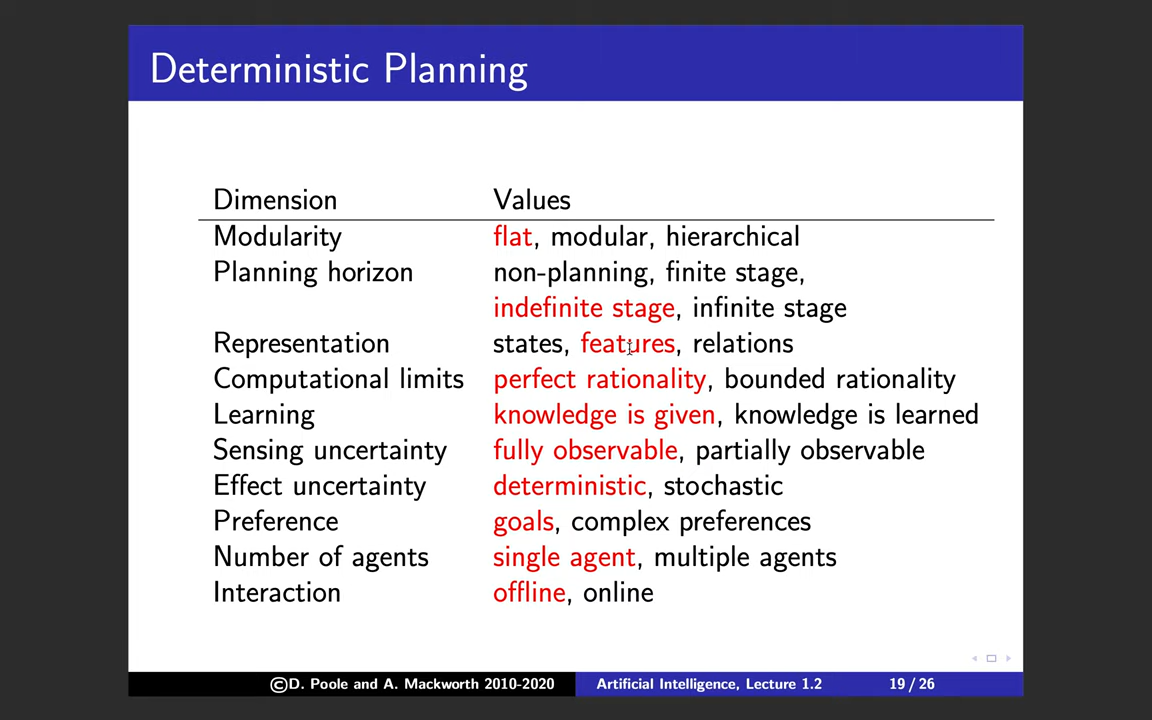 Deterministic Planning
Dimension Values
Modularity flat, modular, hierarchical
Planning horizon non-planning, finite stage,
indefinite stage, infinite stage
Representation states, features, relations
Computational limits perfect rationality, bounded rationality
Learning knowledge is given, knowledge is learned
Sensing uncertainty fully observable, partially observable
Effect uncertainty deterministic, stochastic
Preference goals, complex preferences
Number of agents single agent, multiple agents
Interaction offline, online
©D. Poole and A. Mackworth 2010-2020 Artificial Intelligence, Lecture 1.2 19 / 26